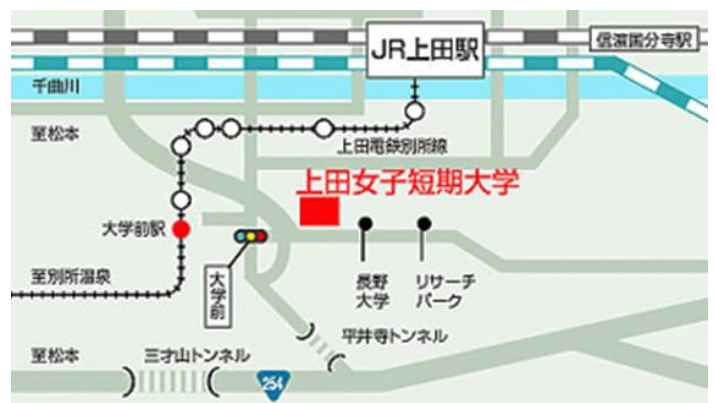 JR上田駅
信濃国分寺駅
千曲川
至松本
上田電鉄別所線
上田女子短期大学
大学前駅
至別所温泉
大学前
長野
大学
リサーチ
パーク
平井寺トンネル
至松本
三才山トンネル
254